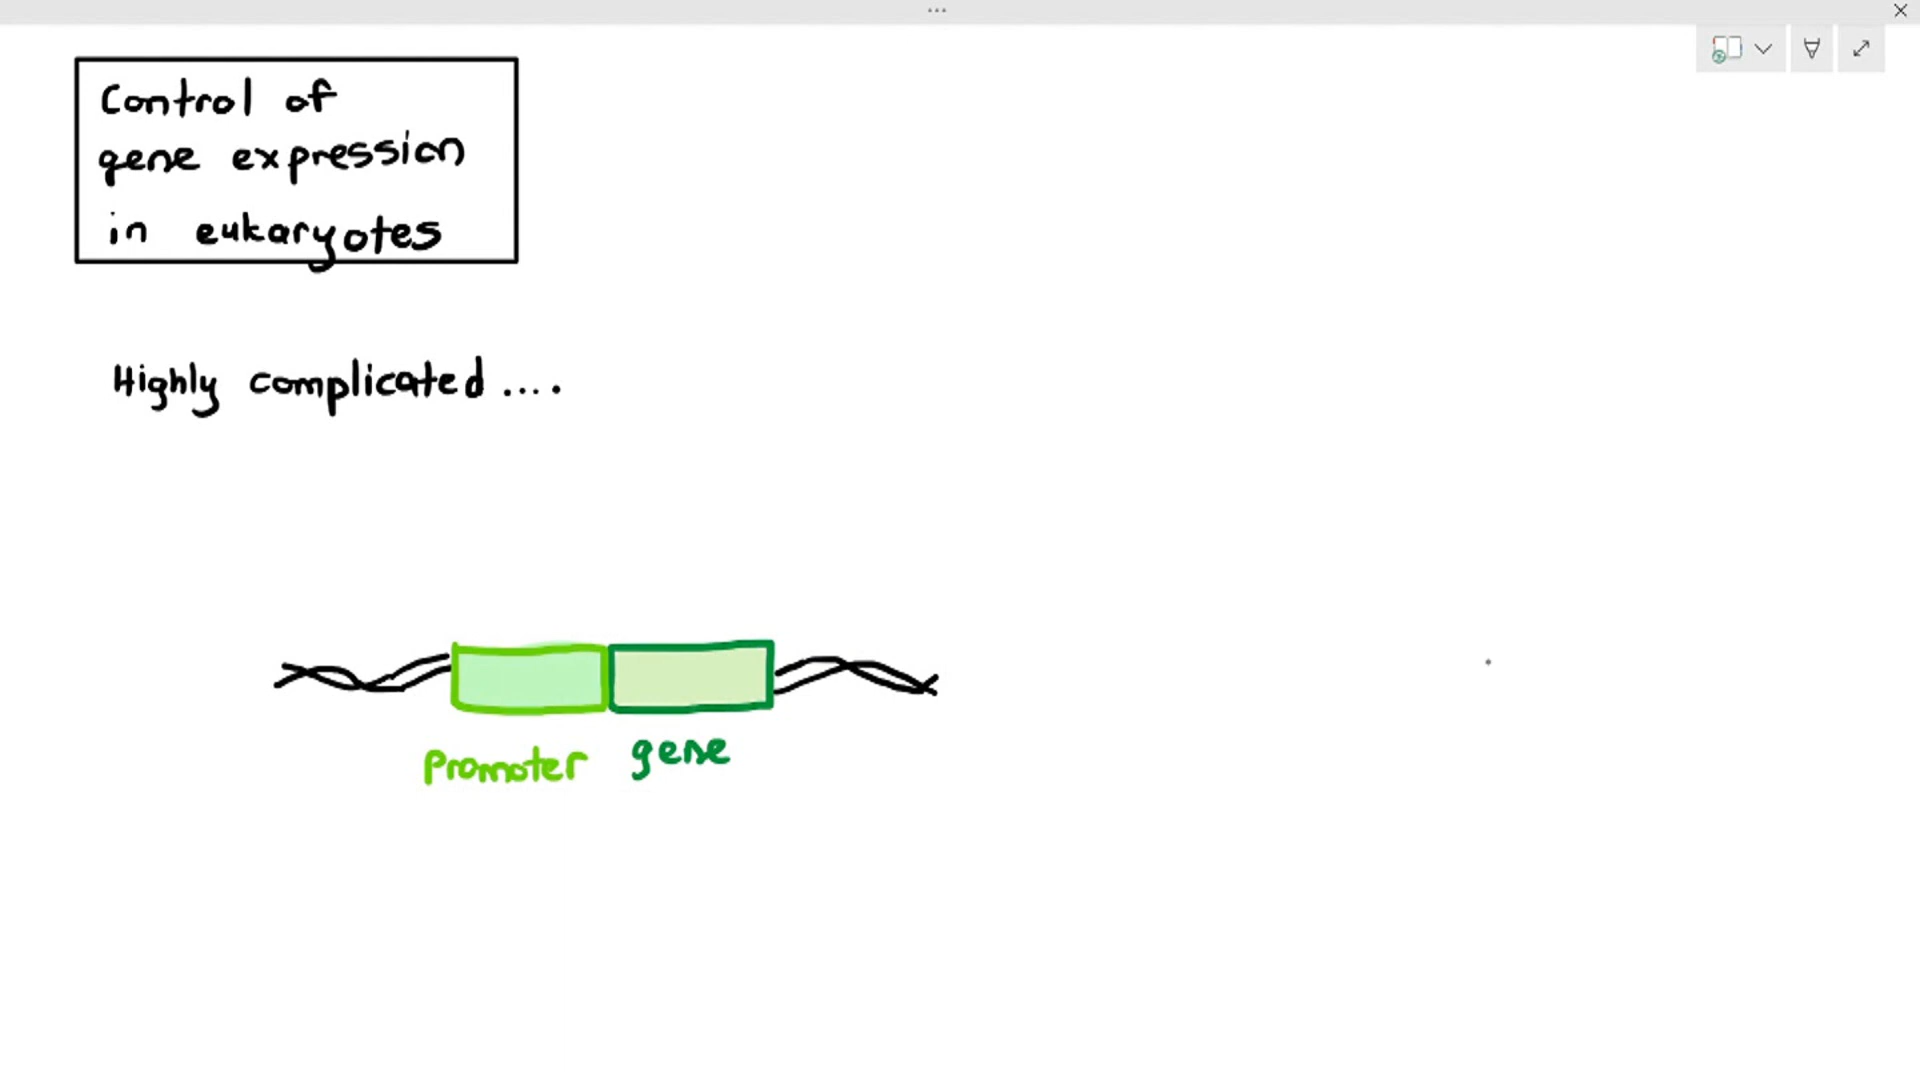 Control of
gene expression
in eukaryotes
Highly complicated ....
Promoter gene